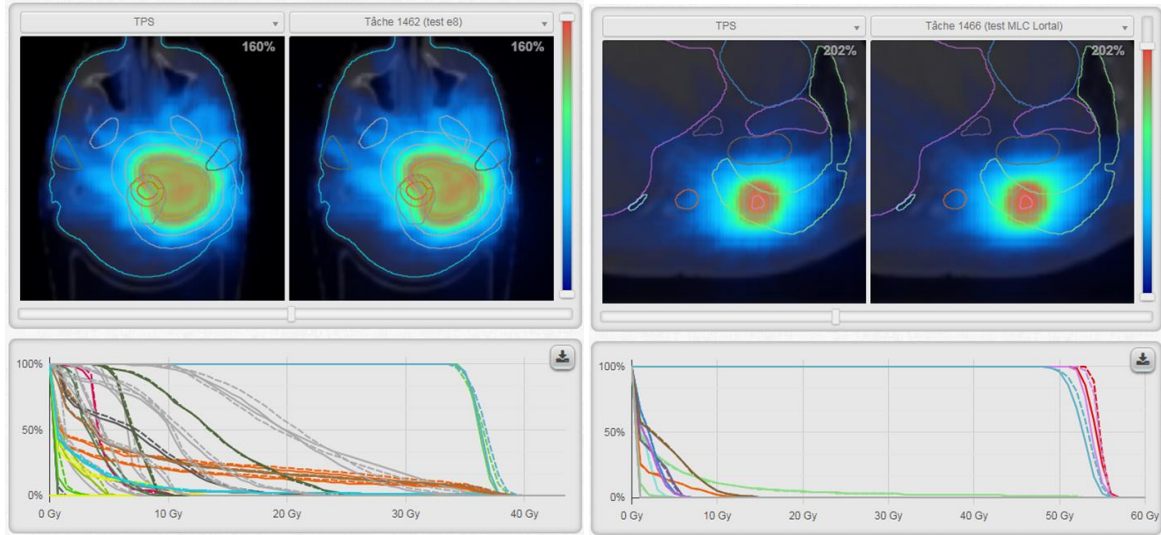 TPS
Tâche 1462 (test e8)
160%
160%
100%
50%
0%
0 Gy
10 Gy
20 Gy
30 Gy
40 Gy
TPS
Tâche 1466 (test MLC Lortal)
202%
202%
100%
50%
0%
0 Gy
10 Gy
20 Gy
30 Gy
40 Gy
50 Gy
60 Gy